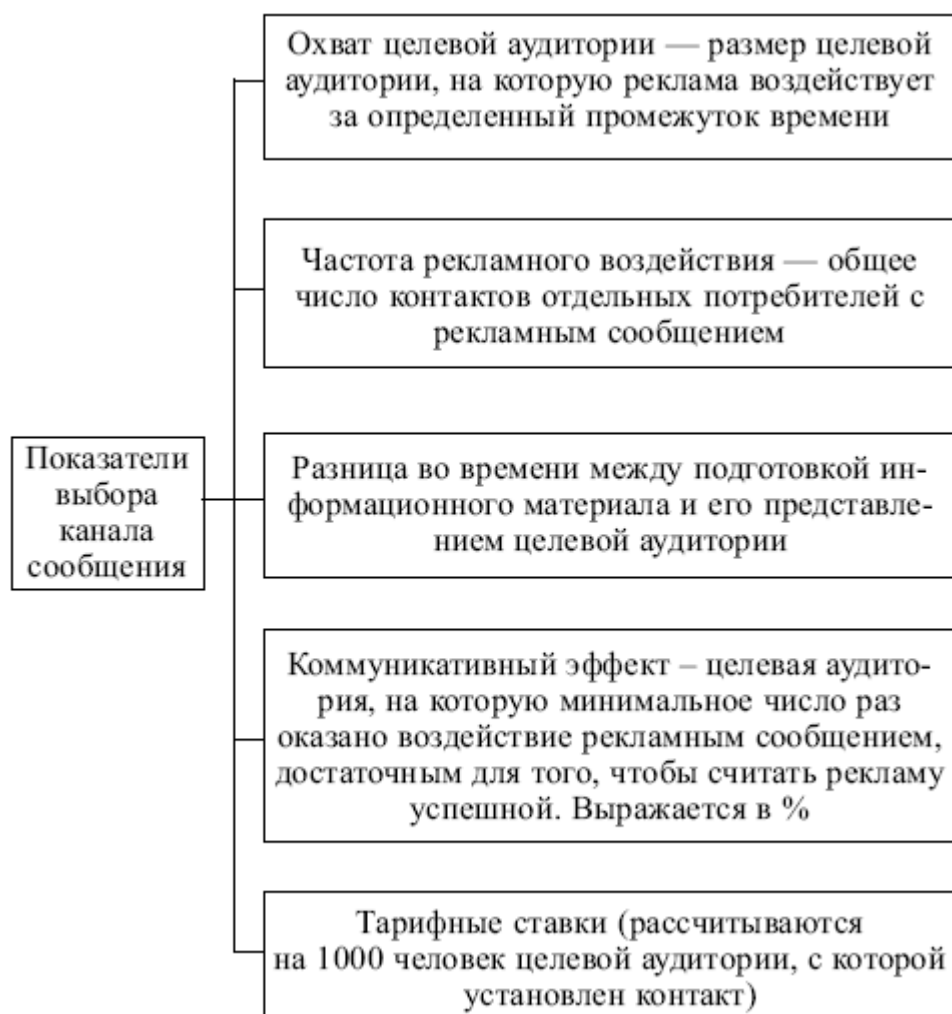 Охват целевой аудитории — размер целевой
аудитории, на которую реклама воздействует
за определенный промежуток времени
Частота рекламного воздействия — общее
число контактов отдельных потребителей с
рекламным сообщением
Показатели
выбора
канала
сообщения
Разница во времени между подготовкой ин-
формационного материала и его представле-
нием целевой аудитории
Коммуникативный эффект – целевая аудито-
рия, на которую минимальное число раз
оказано воздействие рекламным сообщением,
достаточным для того, чтобы считать рекламу
успешной. Выражается в %
Тарифные ставки (рассчитываются
на 1000 человек целевой аудитории, с которой
установлен контакт)